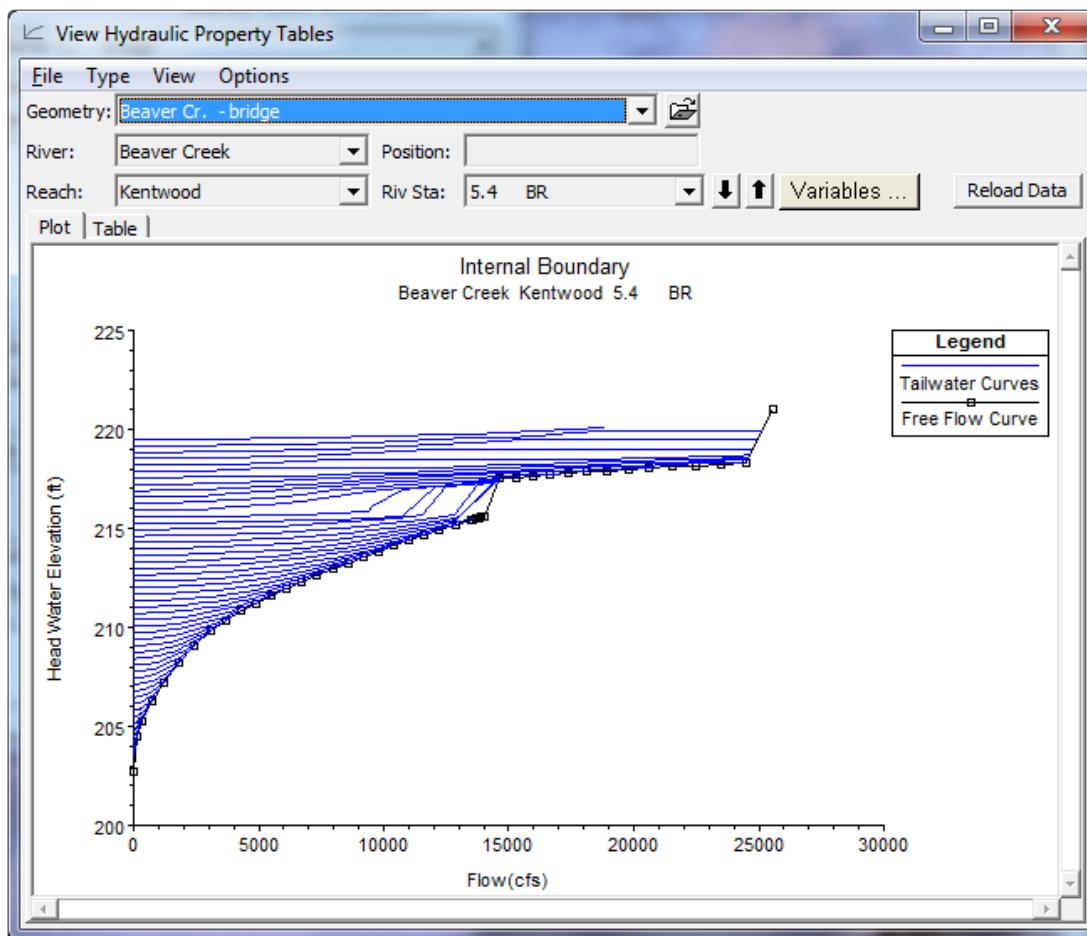 View Hydraulic Property Tables
File Type View Options
Geometry: Beaver Cr. - bridge
River: Beaver Creek Position:
Reach: Kentwood Riv Sta: 5.4 BR Variables ... Reload Data
Plot Table
Internal Boundary
Beaver Creek Kentwood 5.4 BR
225
220
215
210
205
200
Head Water Elevation (ft)
0 5000 10000 15000 20000 25000 30000
Flow(cfs)
Legend
Tailwater Curves
Free Flow Curve